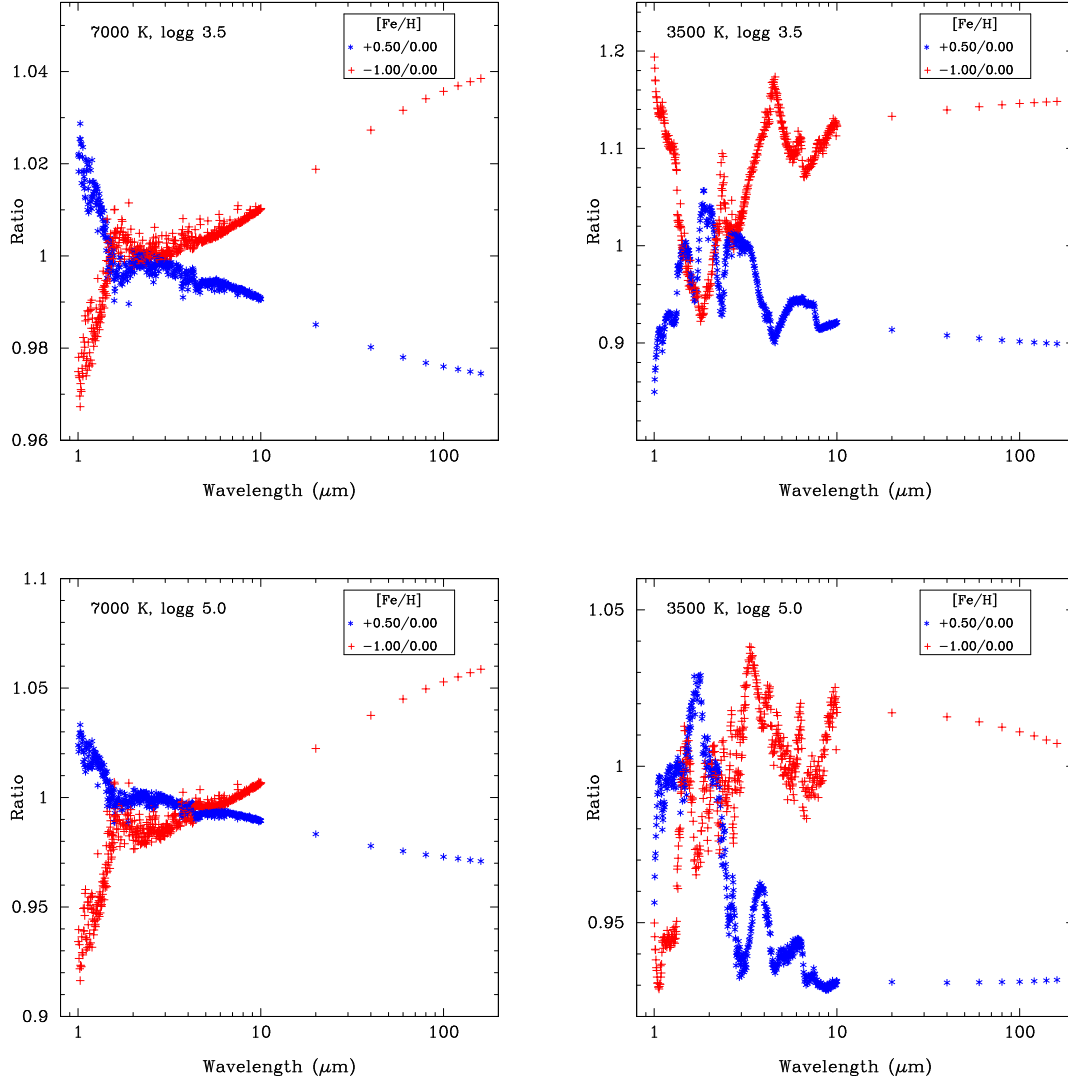 7000 K, logg 3.5
[Fe/H]
+0.50/0.00
−1.00/0.00
1.04
1.02
1
0.98
0.96
Ratio
1
10
100
Wavelength (μm)
3500 K, logg 3.5
[Fe/H]
+0.50/0.00
−1.00/0.00
1.2
1.1
1
0.9
Ratio
1
10
100
Wavelength (μm)
7000 K, logg 5.0
[Fe/H]
+0.50/0.00
−1.00/0.00
1.1
1.05
1
0.95
0.9
Ratio
1
10
100
Wavelength (μm)
3500 K, logg 5.0
[Fe/H]
+0.50/0.00
−1.00/0.00
1.05
1
0.95
Ratio
1
10
100
Wavelength (μm)